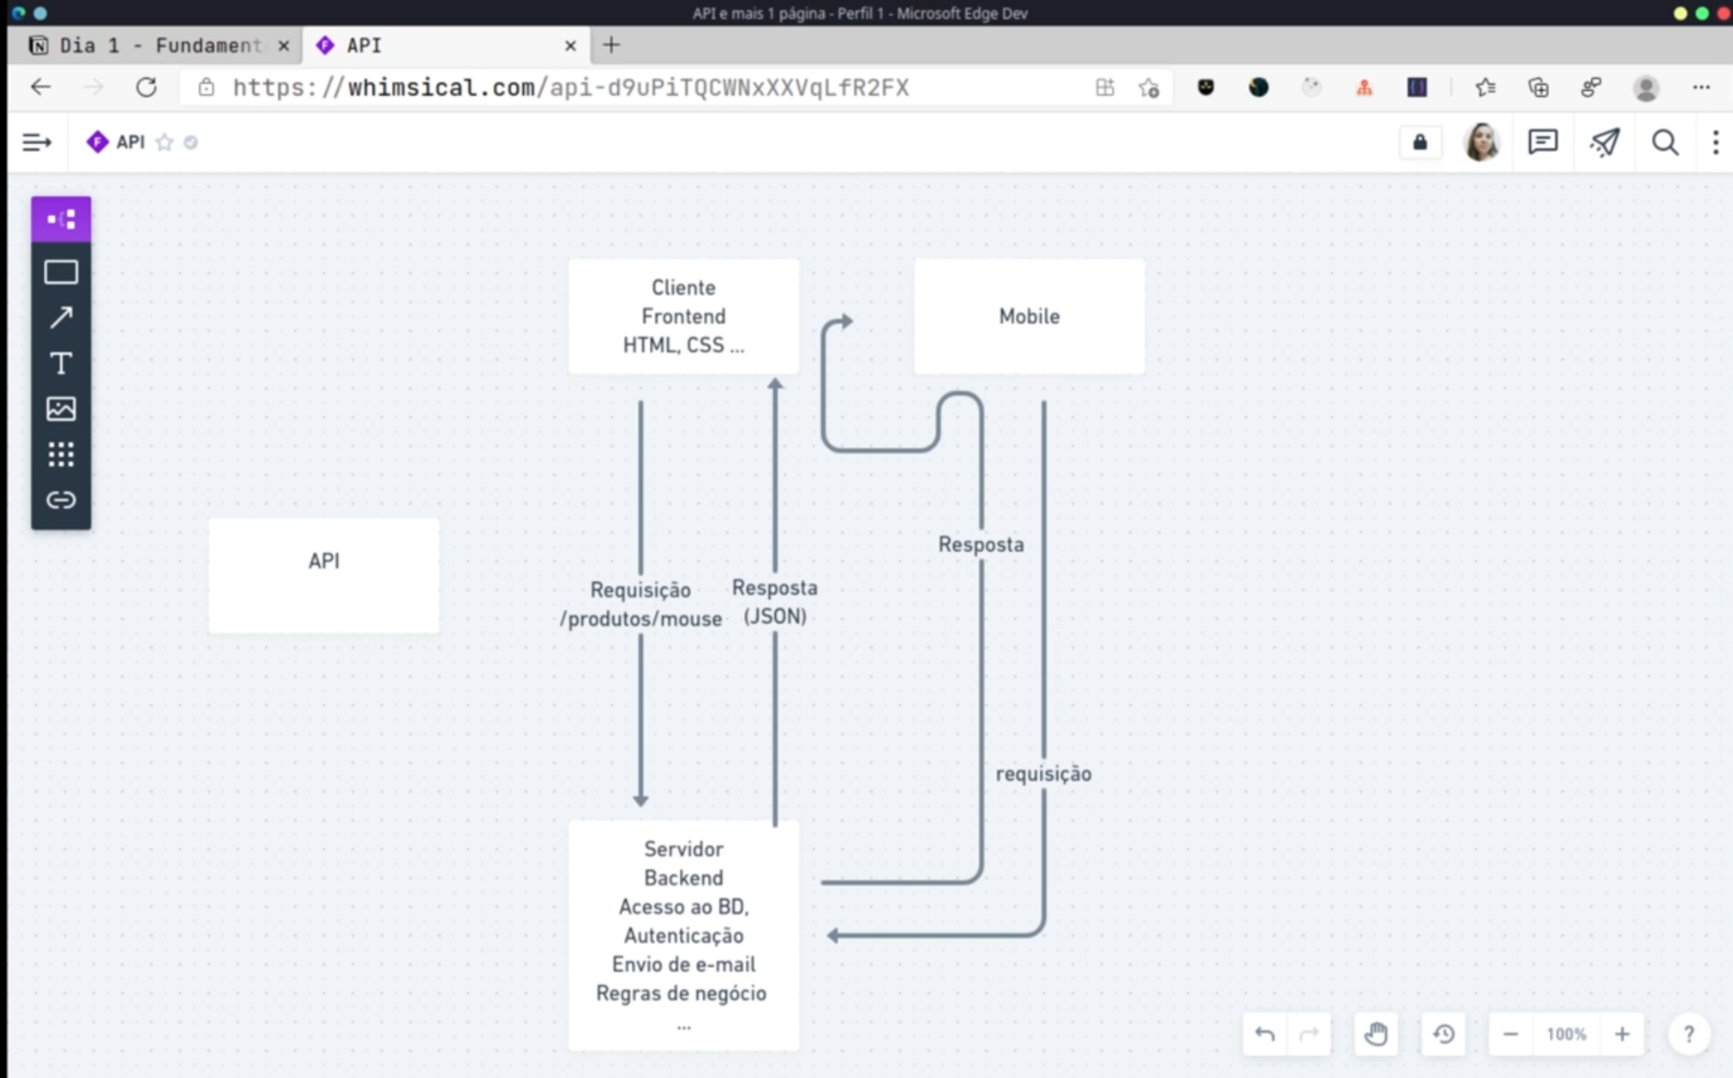 API e mais 1 página - Perfil 1 - Microsoft Edge Dev
Dia 1 - Fundament
API
https://whimsical.com/api-d9uPiTQCWNxXXVqLfR2FX
API
Cliente
Frontend
HTML, CSS ...
Mobile
API
Requisição
/produtos/mouse
Resposta
(JSON)
Resposta
requisição
Servidor
Backend
Acesso ao BD,
Autenticação
Envio de e-mail
Regras de negócio
...
100%
?